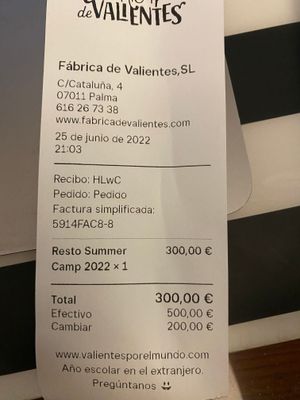 de VALIENTES
Fábrica de Valientes,SL
C/Cataluña, 4
07011 Palma
616 26 73 38
www.fabricadevalientes.com
25 de junio de 2022
21:03
Recibo: HLwC
Pedido: Pedido
Factura simplificada:
5914FAC8-8
Resto Summer 300,00 €
Camp 2022 × 1
Total 300,00 €
Efectivo 500,00 €
Cambiar 200,00 €
www.valientesporelmundo.com
Año escolar en el extranjero.
Pregúntanos